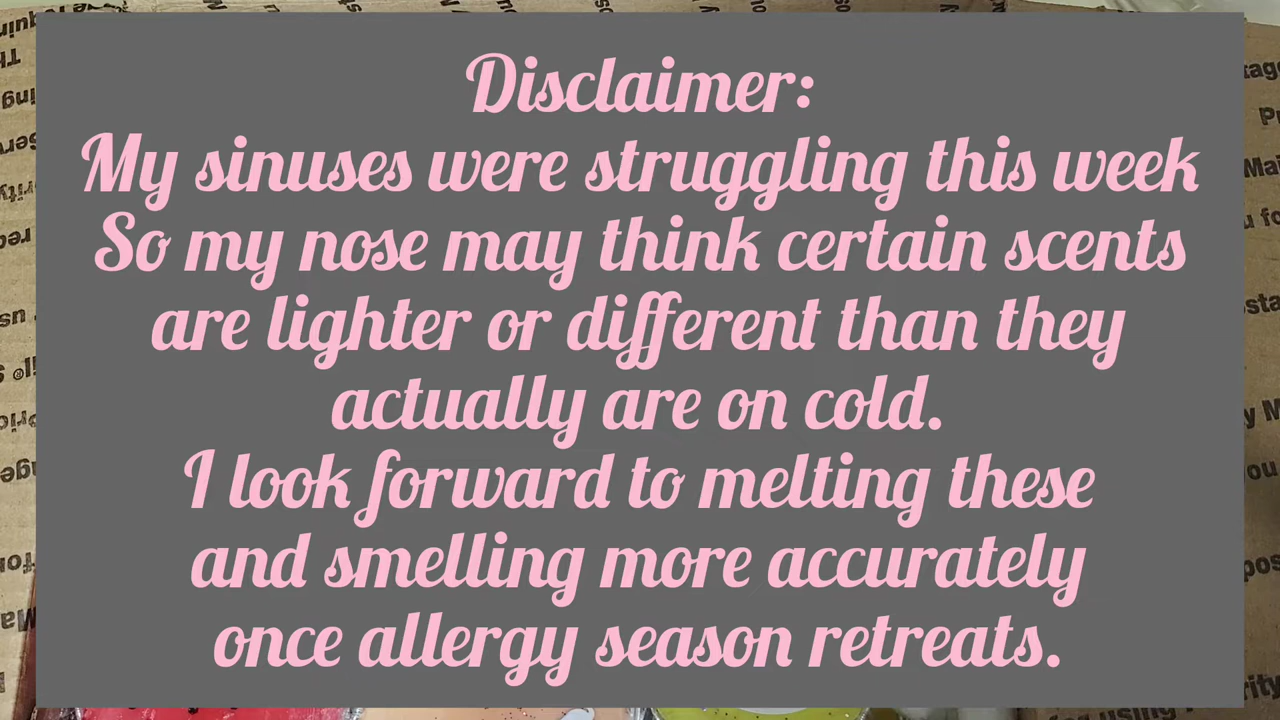 Disclaimer:
My sinuses were struggling this week
So my nose may think certain scents
are lighter or different than they
actually are on cold.
I look forward to melting these
and smelling more accurately
once allergy season retreats.